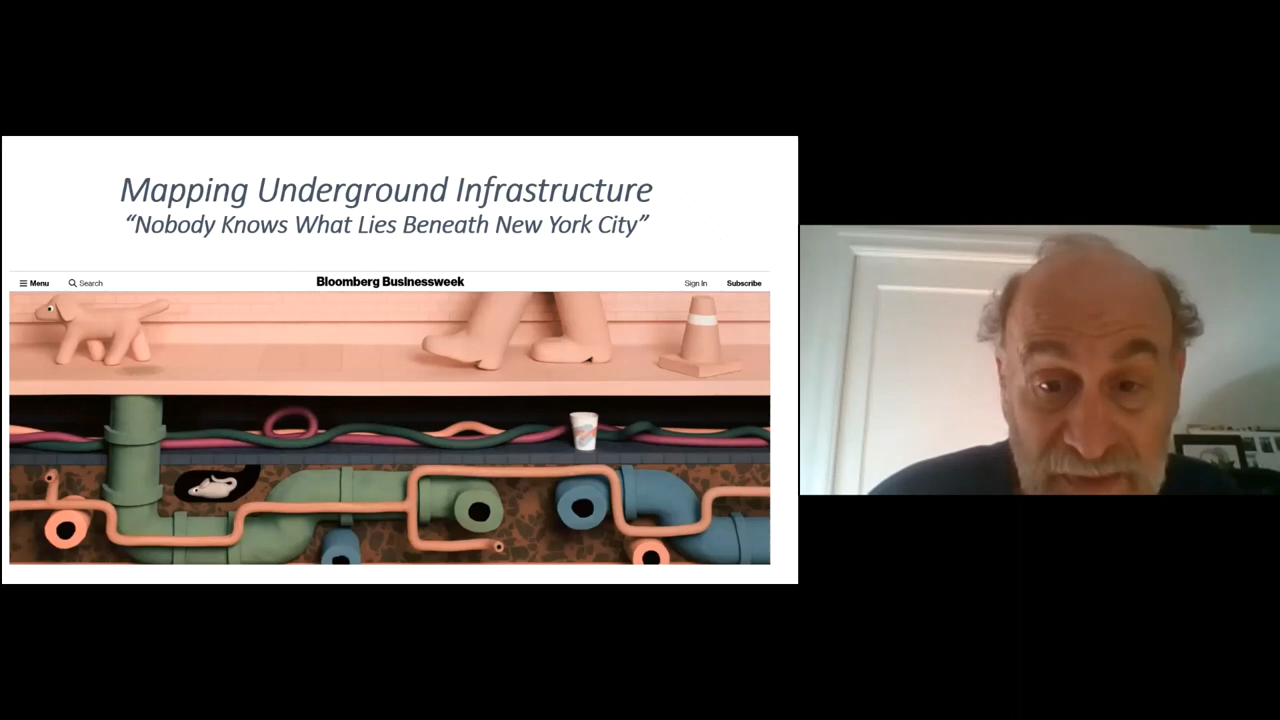 Mapping Underground Infrastructure
“Nobody Knows What Lies Beneath New York City”
Menu Search Bloomberg Businessweek Sign In Subscribe